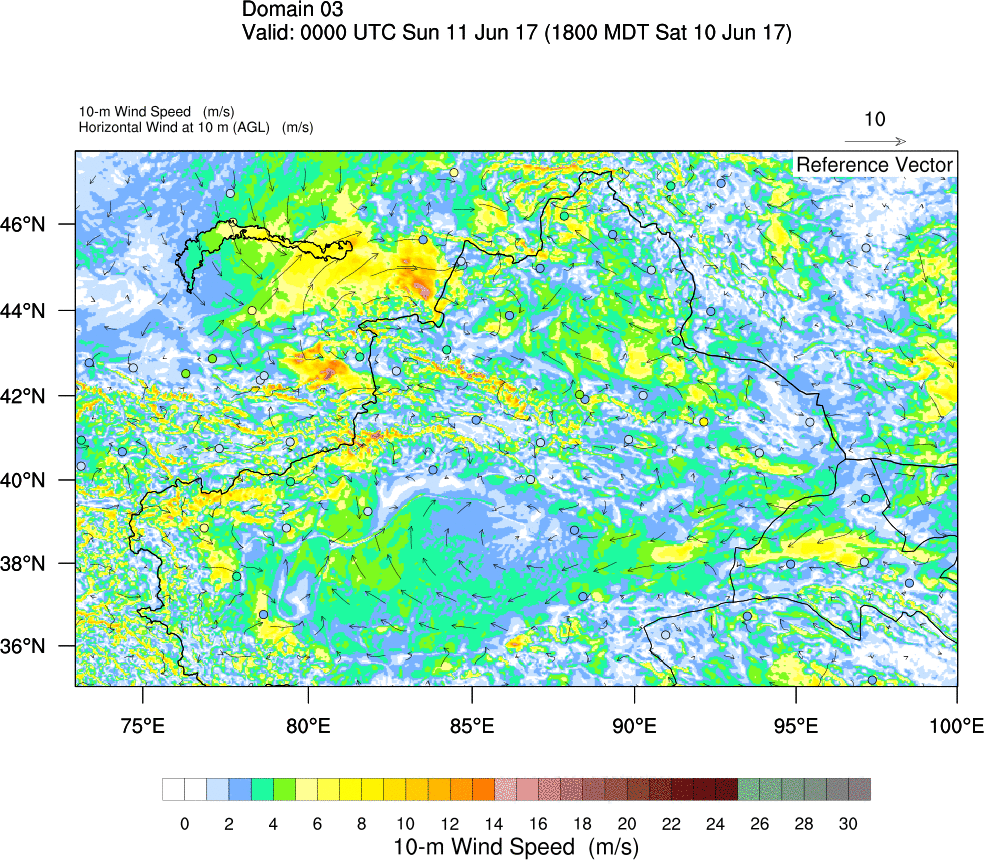 Domain 03
Valid: 0000 UTC Sun 11 Jun 17 (1800 MDT Sat 10 Jun 17)
10-m Wind Speed (m/s)
Horizontal Wind at 10 m (AGL) (m/s)
10
Reference Vector
46°N
44°N
42°N
40°N
38°N
36°N
75°E 80°E 85°E 90°E 95°E 100°E
0 2 4 6 8 10 12 14 16 18 20 22 24 26 28 30
10-m Wind Speed (m/s)